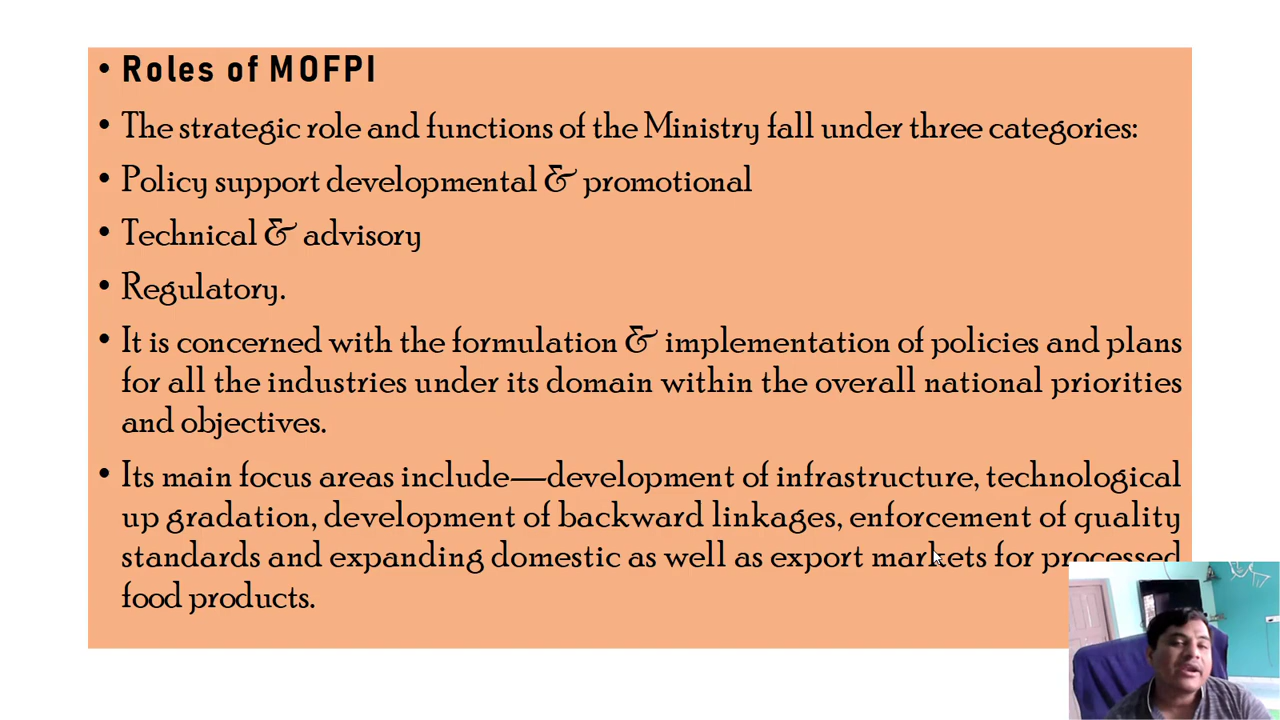 • Roles of MOFPI
• The strategic role and functions of the Ministry fall under three categories:
• Policy support developmental & promotional
• Technical & advisory
• Regulatory.
• It is concerned with the formulation & implementation of policies and plans
for all the industries under its domain within the overall national priorities
and objectives.
• Its main focus areas include—development of infrastructure, technological
up gradation, development of backward linkages, enforcement of quality
standards and expanding domestic as well as export markets for processed
food products.